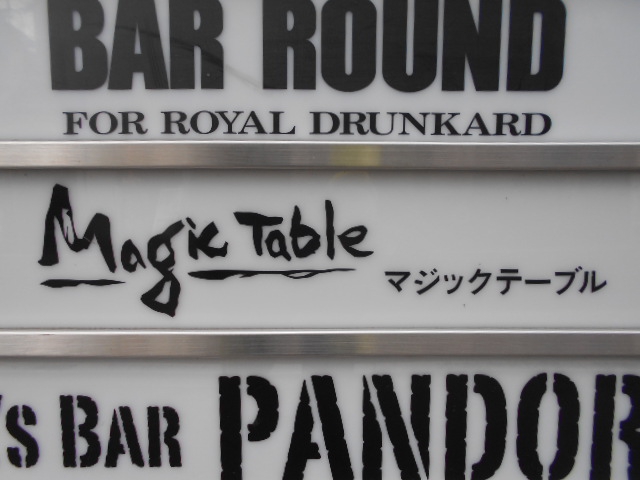 BAR ROUND
FOR ROYAL DRUNKARD
Magic Table
マジックテーブル
's BAR PANDOR